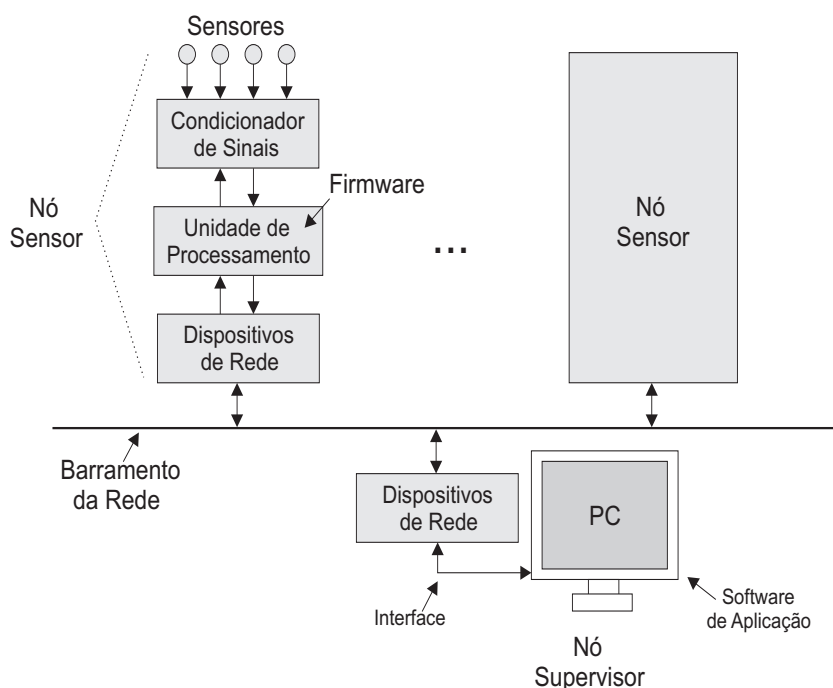 Sensores
Condicionador
de Sinais
Firmware
Nó
Sensor
Unidade de
Processamento
...
Nó
Sensor
Dispositivos
de Rede
Barramento
da Rede
Dispositivos
de Rede
PC
Interface
Software
de Aplicação
Nó
Supervisor